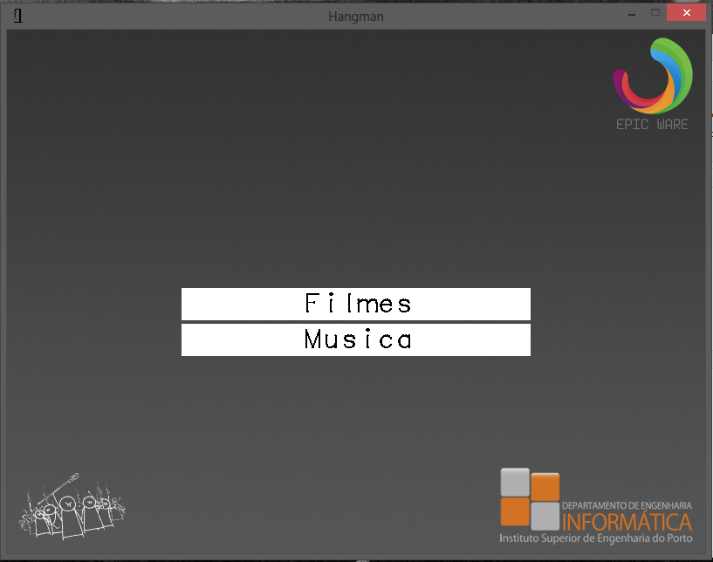 Hangman
EPIC WARE
Filmes
Musica
DEPARTAMENTO DE ENGENHARIA
INFORMÁTICA
Instituto Superior de Engenharia do Porto